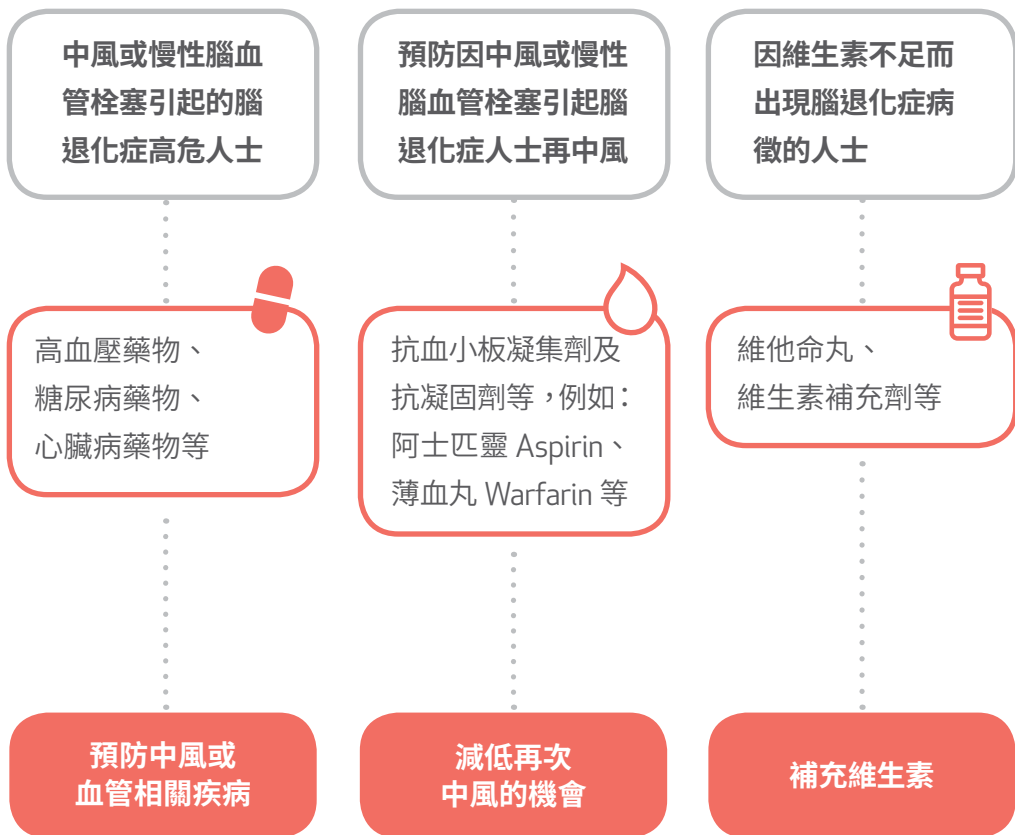 中風或慢性腦血
管栓塞引起的腦
退化症高危人士
預防因中風或慢性
腦血管栓塞引起腦
退化症人士再中風
因維生素不足而
出現腦退化症病
徵的人士
高血壓藥物、
糖尿病藥物、
心臟病藥物等
抗血小板凝集劑及
抗凝固劑等，例如：
阿士匹靈 Aspirin、
薄血丸 Warfarin 等
維他命丸、
維生素補充劑等
預防中風或
血管相關疾病
減低再次
中風的機會
補充維生素